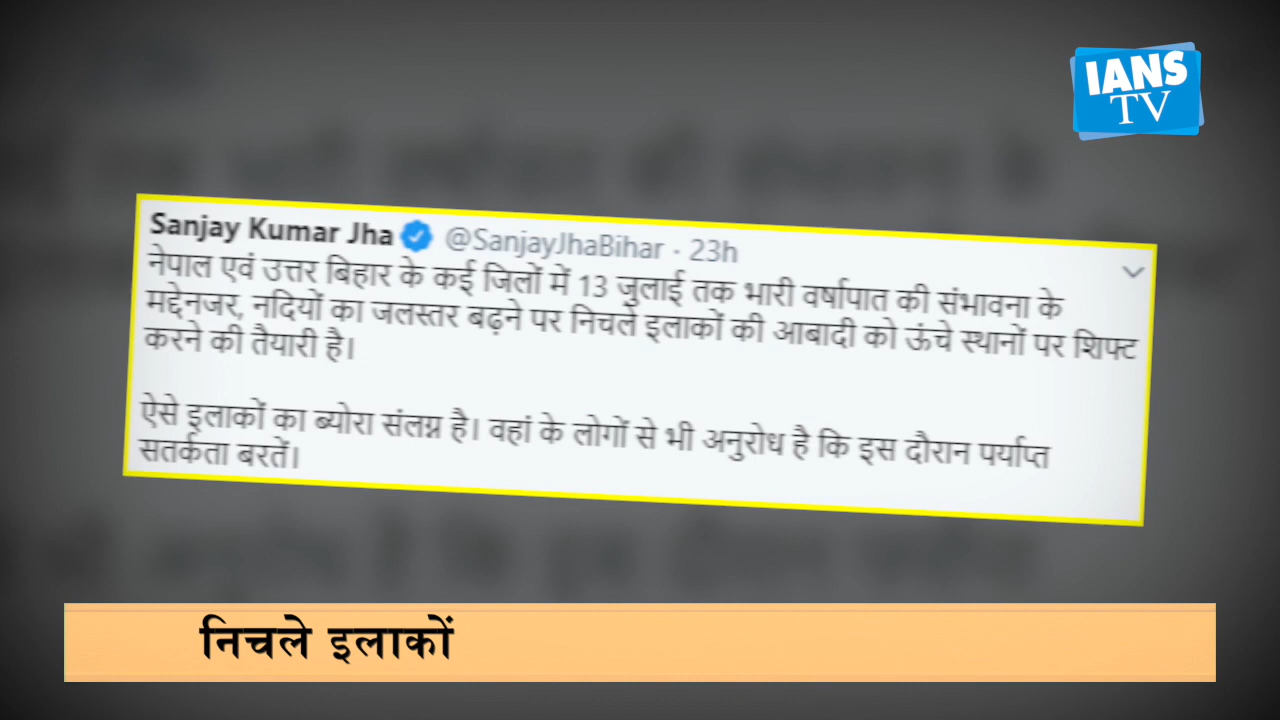 IANS
TV
Sanjay Kumar Jha @SanjayJhaBihar · 23h
नेपाल एवं उत्तर बिहार के कई जिलों में 13 जुलाई तक भारी वर्षापात की संभावना के
मद्देनजर, नदियों का जलस्तर बढ़ने पर निचले इलाकों की आबादी को ऊंचे स्थानों पर शिफ्ट
करने की तैयारी है।
ऐसे इलाकों का ब्योरा संलग्न है। वहां के लोगों से भी अनुरोध है कि इस दौरान पर्याप्त
सतर्कता बरतें।
निचले इलाकों